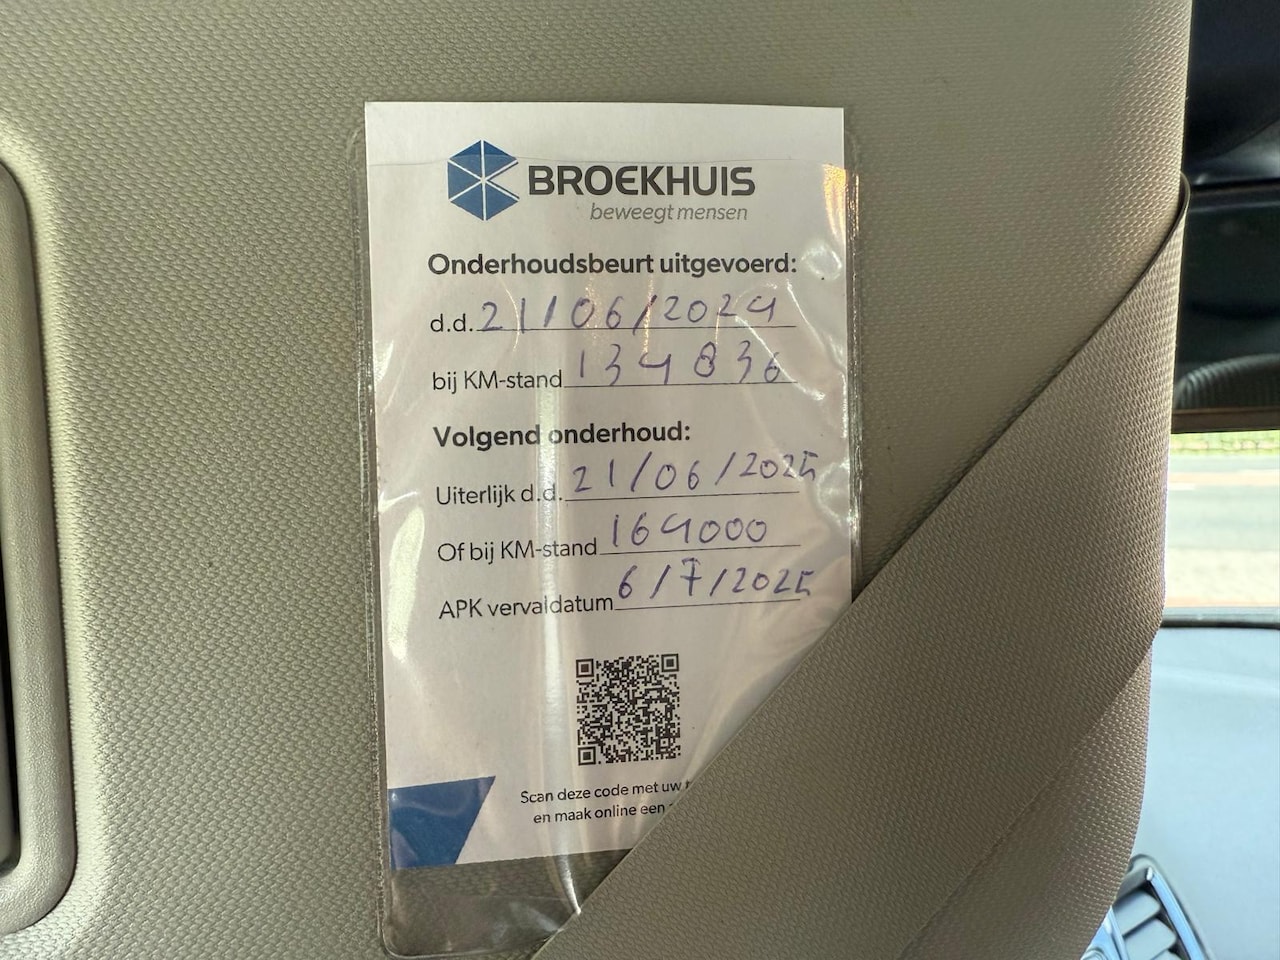 BROEKHUIS
beweegt mensen
Onderhoudsbeurt uitgevoerd:
d.d. 21/06/2024
bij KM-stand 134836
Volgend onderhoud:
Uiterlijk d.d. 21/06/2025
Of bij KM-stand 164000
APK vervaldatum 6/7/2025
Scan deze code met uw
en maak online een